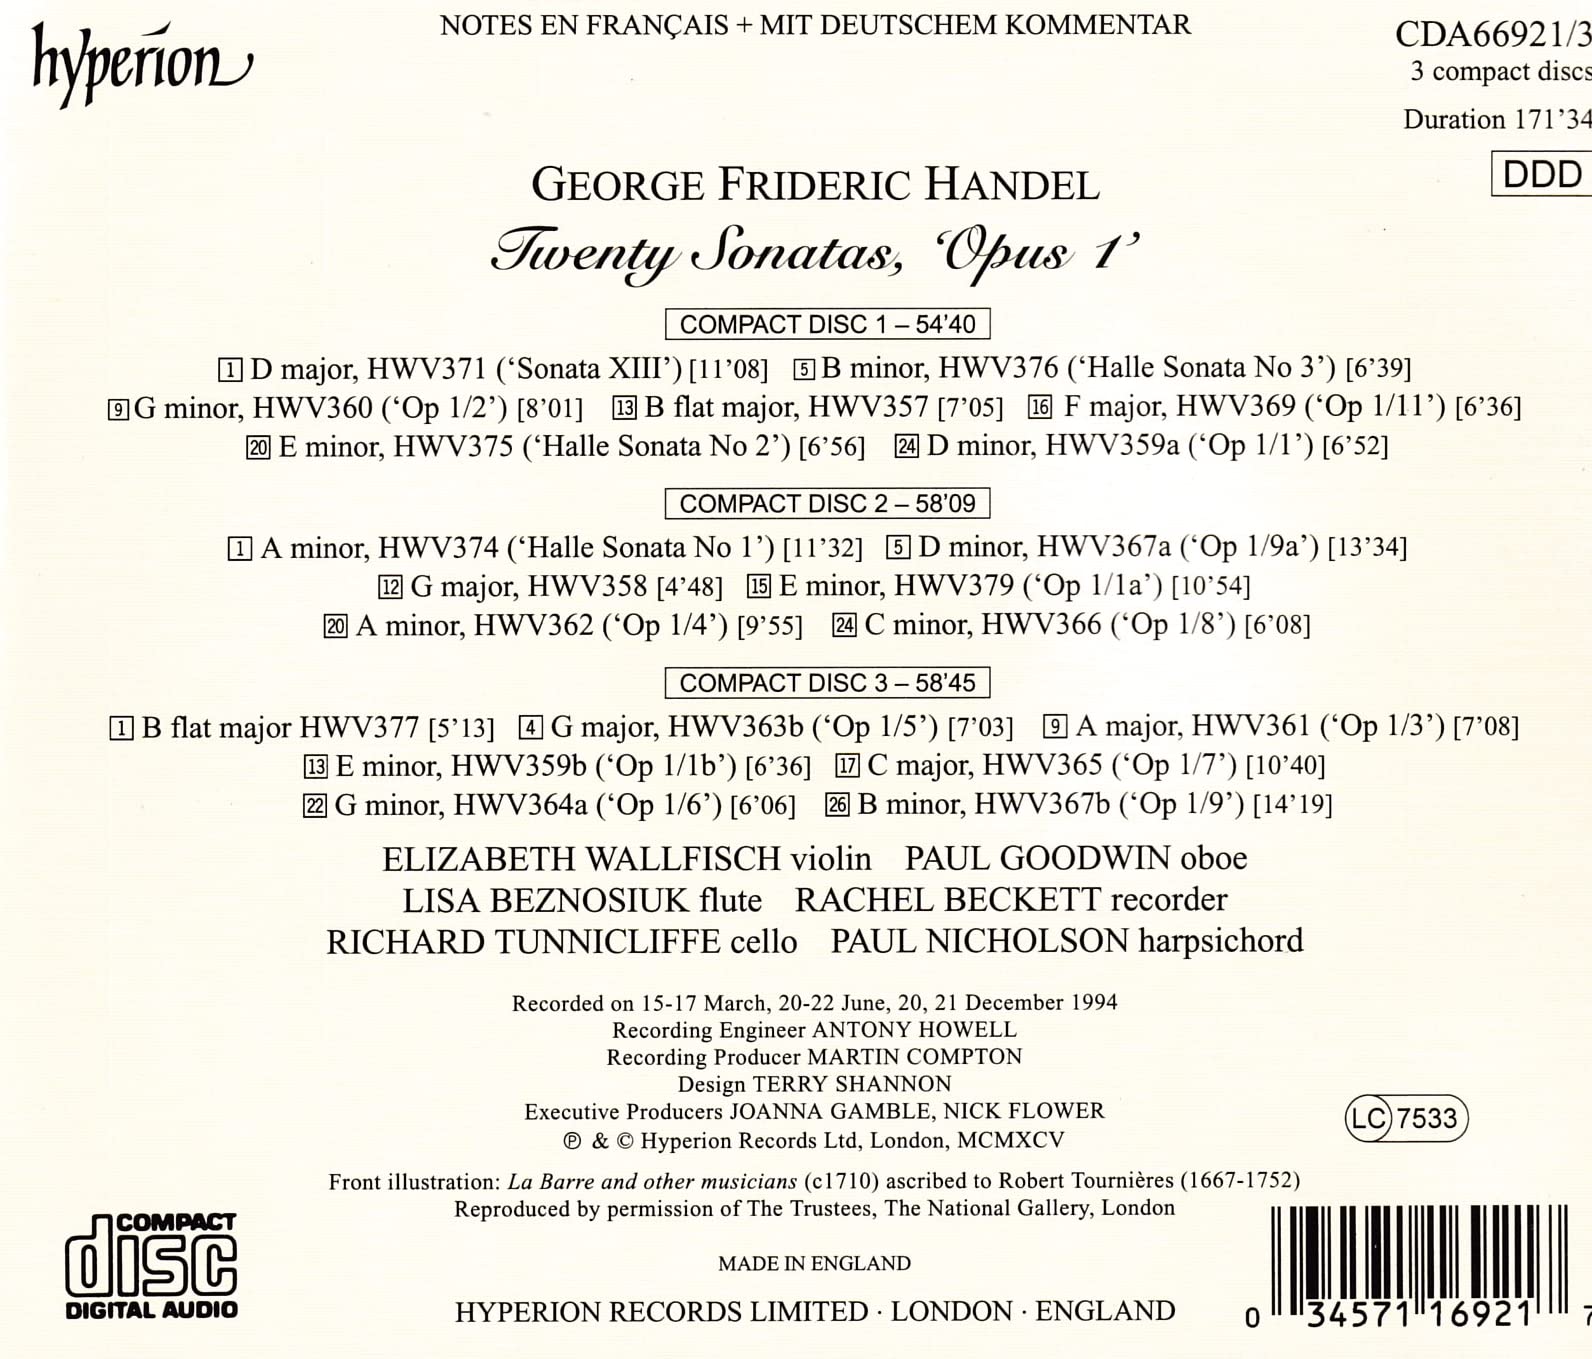 hyperion
NOTES EN FRANÇAIS + MIT DEUTSCHEM KOMMENTAR
CDA66921/3
3 compact discs
Duration 171’34
DDD
GEORGE FRIDERIC HANDEL
Twenty Sonatas, ‘Opus 1’
COMPACT DISC 1 – 54’40
1 D major, HWV371 (‘Sonata XIII’) [11’08] 5 B minor, HWV376 (‘Halle Sonata No 3’) [6’39]
9 G minor, HWV360 (‘Op 1/2’) [8’01] 13 B flat major, HWV357 [7’05] 16 F major, HWV369 (‘Op 1/11’) [6’36]
20 E minor, HWV375 (‘Halle Sonata No 2’) [6’56] 24 D minor, HWV359a (‘Op 1/1’) [6’52]
COMPACT DISC 2 – 58’09
1 A minor, HWV374 (‘Halle Sonata No 1’) [11’32] 5 D minor, HWV367a (‘Op 1/9a’) [13’34]
12 G major, HWV358 [4’48] 15 E minor, HWV379 (‘Op 1/1a’) [10’54]
20 A minor, HWV362 (‘Op 1/4’) [9’55] 24 C minor, HWV366 (‘Op 1/8’) [6’08]
COMPACT DISC 3 – 58’45
1 B flat major HWV377 [5’13] 4 G major, HWV363b (‘Op 1/5’) [7’03] 9 A major, HWV361 (‘Op 1/3’) [7’08]
13 E minor, HWV359b (‘Op 1/1b’) [6’36] 17 C major, HWV365 (‘Op 1/7’) [10’40]
22 G minor, HWV364a (‘Op 1/6’) [6’06] 26 B minor, HWV367b (‘Op 1/9’) [14’19]
ELIZABETH WALLFISCH violin PAUL GOODWIN oboe
LISA BEZNOSIUK flute RACHEL BECKETT recorder
RICHARD TUNNICLIFFE cello PAUL NICHOLSON harpsichord
Recorded on 15-17 March, 20-22 June, 20, 21 December 1994
Recording Engineer ANTONY HOWELL
Recording Producer MARTIN COMPTON
Design TERRY SHANNON
Executive Producers JOANNA GAMBLE, NICK FLOWER
℗ & © Hyperion Records Ltd, London, MCMXCV
LC 7533
Front illustration: La Barre and other musicians (c1710) ascribed to Robert Tournières (1667-1752)
Reproduced by permission of The Trustees, The National Gallery, London
COMPACT
disc
DIGITAL AUDIO
MADE IN ENGLAND
HYPERION RECORDS LIMITED · LONDON · ENGLAND
0 34571 16921 7